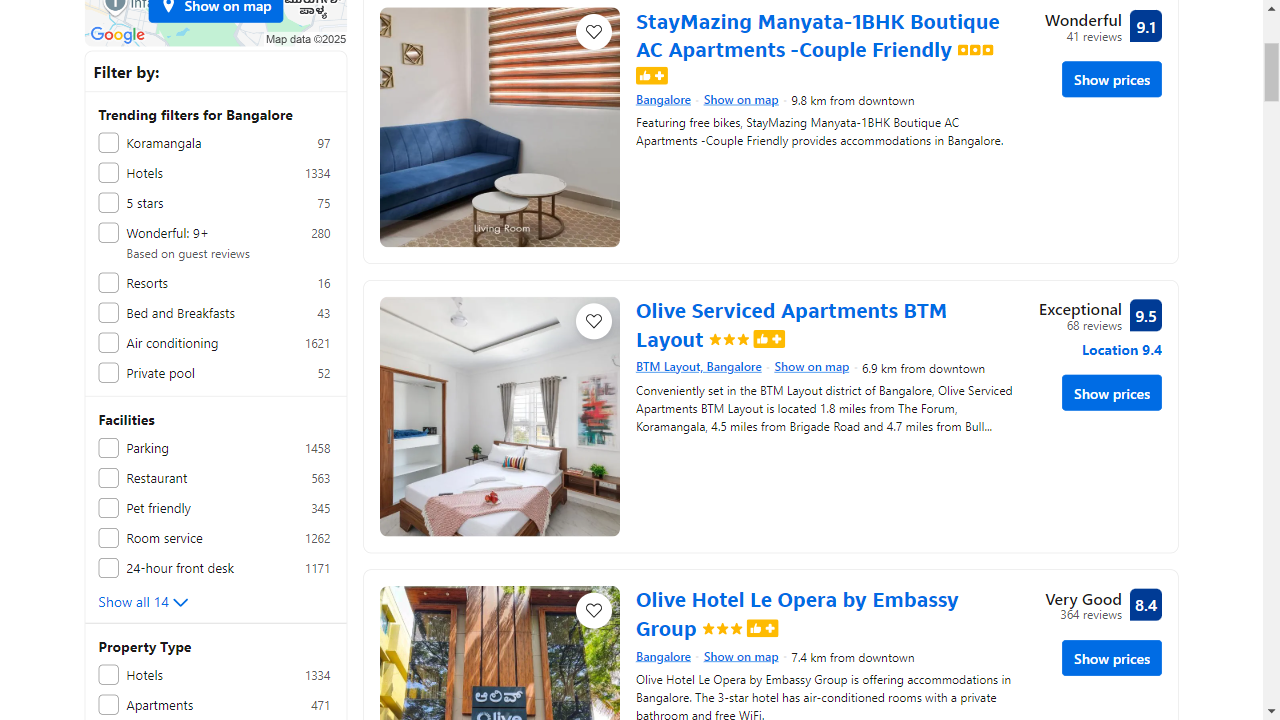 Show on map
ಪಾಳ್ಯ
Google
Map data ©2025
Filter by:
Trending filters for Bangalore
Koramangala 97
Hotels 1334
5 stars 75
Wonderful: 9+ 280
Based on guest reviews
Resorts 16
Bed and Breakfasts 43
Air conditioning 1621
Private pool 52
Facilities
Parking 1458
Restaurant 563
Pet friendly 345
Room service 1262
24-hour front desk 1171
Show all 14
Property Type
Hotels 1334
Apartments 471
Living Room
StayMazing Manyata-1BHK Boutique
AC Apartments -Couple Friendly
Bangalore · Show on map · 9.8 km from downtown
Featuring free bikes, StayMazing Manyata-1BHK Boutique AC
Apartments -Couple Friendly provides accommodations in Bangalore.
Wonderful 9.1
41 reviews
Show prices
Olive Serviced Apartments BTM
Layout
BTM Layout, Bangalore · Show on map · 6.9 km from downtown
Conveniently set in the BTM Layout district of Bangalore, Olive Serviced
Apartments BTM Layout is located 1.8 miles from The Forum,
Koramangala, 4.5 miles from Brigade Road and 4.7 miles from Bull...
Exceptional 9.5
68 reviews
Location 9.4
Show prices
ಆಲಿವ್
Olive
Olive Hotel Le Opera by Embassy
Group
Bangalore · Show on map · 7.4 km from downtown
Olive Hotel Le Opera by Embassy Group is offering accommodations in
Bangalore. The 3-star hotel has air-conditioned rooms with a private
bathroom and free WiFi.
Very Good 8.4
364 reviews
Show prices